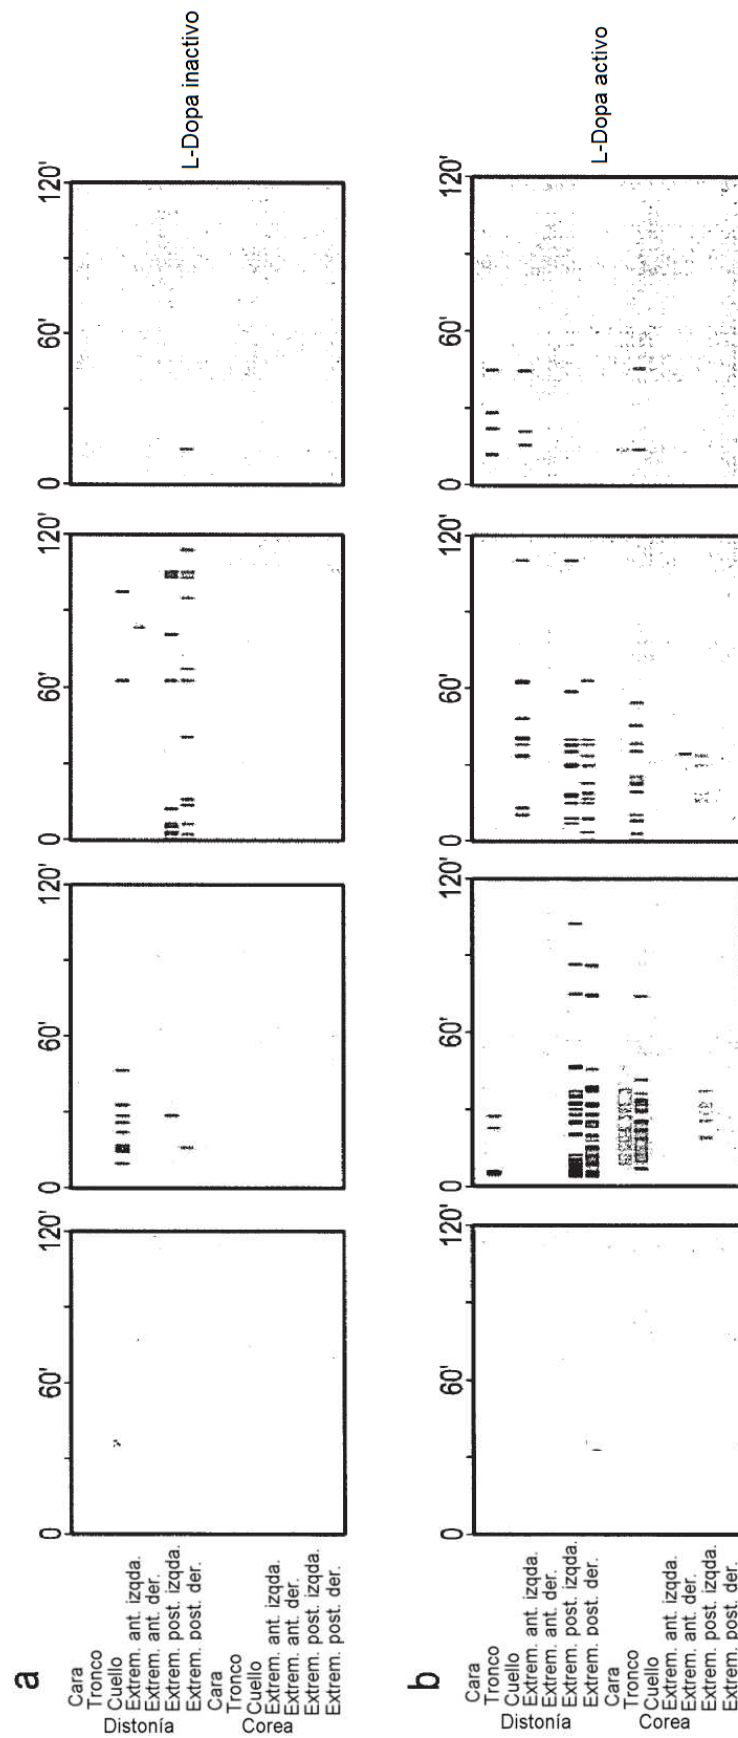 a
0 60' 120' 0 60' 120' 0 60' 120' 0 60' 120'
Distonía
Cara
Tronco
Cuello
Extrem. ant. izqda.
Extrem. ant. der.
Extrem. post. izqda.
Extrem. post. der.
Corea
Cara
Tronco
Cuello
Extrem. ant. izqda.
Extrem. ant. der.
Extrem. post. izqda.
Extrem. post. der.
L-Dopa inactivo
b
0 60' 120' 0 60' 120' 0 60' 120' 0 60' 120'
Distonía
Cara
Tronco
Cuello
Extrem. ant. izqda.
Extrem. ant. der.
Extrem. post. izqda.
Extrem. post. der.
Corea
Cara
Tronco
Cuello
Extrem. ant. izqda.
Extrem. ant. der.
Extrem. post. izqda.
Extrem. post. der.
L-Dopa activo